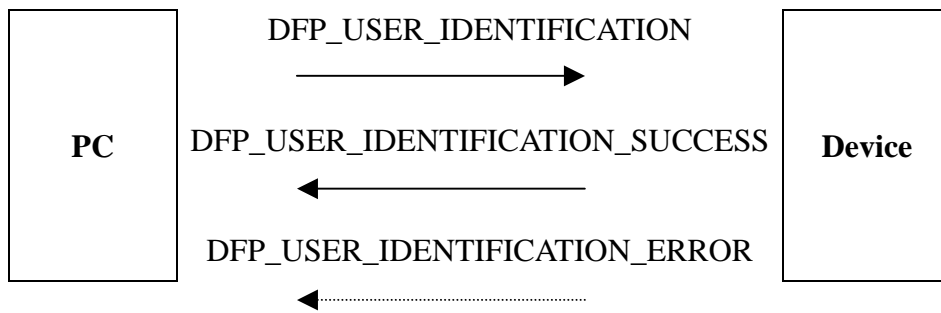 DFP_USER_IDENTIFICATION
PC
DFP_USER_IDENTIFICATION_SUCCESS
Device
DFP_USER_IDENTIFICATION_ERROR